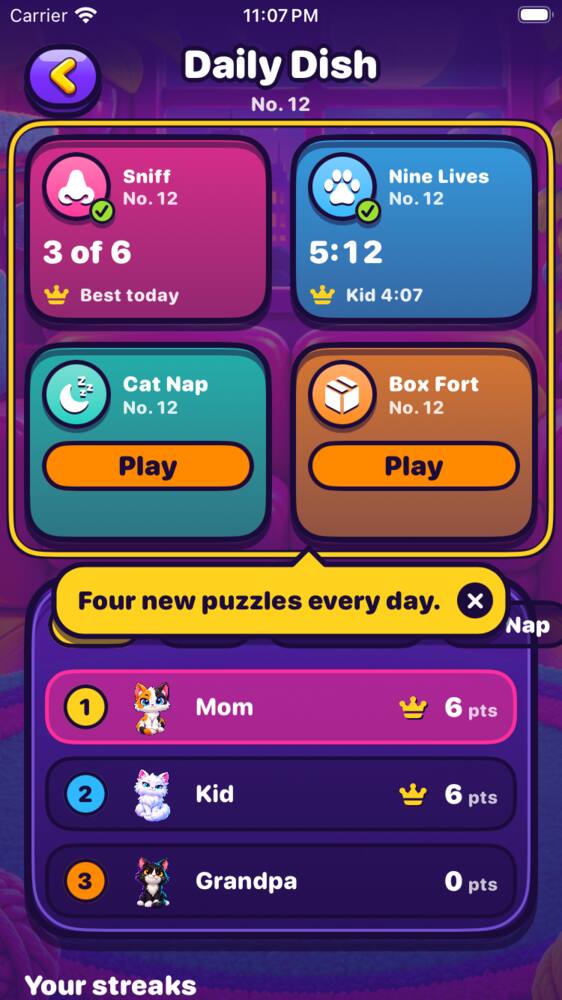 Carrier 11:07 PM
Daily Dish
No. 12
Sniff
No. 12
3 of 6
Best today
Nine Lives
No. 12
5:12
Kid 4:07
Cat Nap
No. 12
Play
Box Fort
No. 12
Play
Four new puzzles every day.
Nap
1 Mom 6 pts
2 Kid 6 pts
3 Grandpa 0 pts
Your streaks